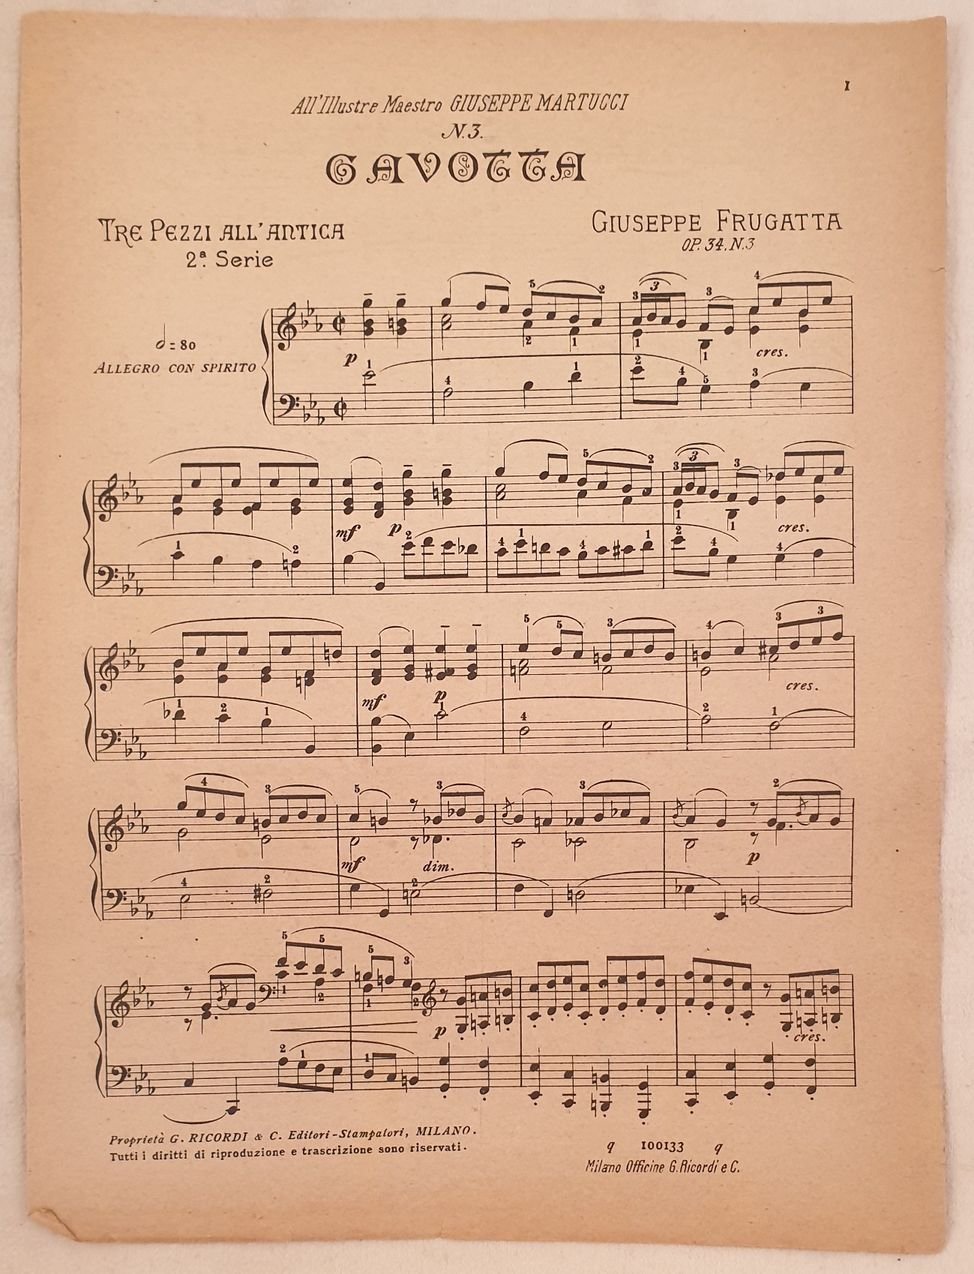 1
All'Illustre Maestro GIUSEPPE MARTUCCI
N. 3.
GAVOTTA
TRE PEZZI ALL'ANTICA
2ª. Serie
GIUSEPPE FRUGATTA
OP. 34, N. 3
= 80
ALLEGRO CON SPIRITO
p
cres.
mf
p
cres.
mf
p
cres.
mf
dim.
p
p
cres.
Proprietà G. RICORDI & C. Editori-Stampatori, MILANO.
Tutti i diritti di riproduzione e trascrizione sono riservati.
q 100133 q
Milano Officine G. Ricordi e C.